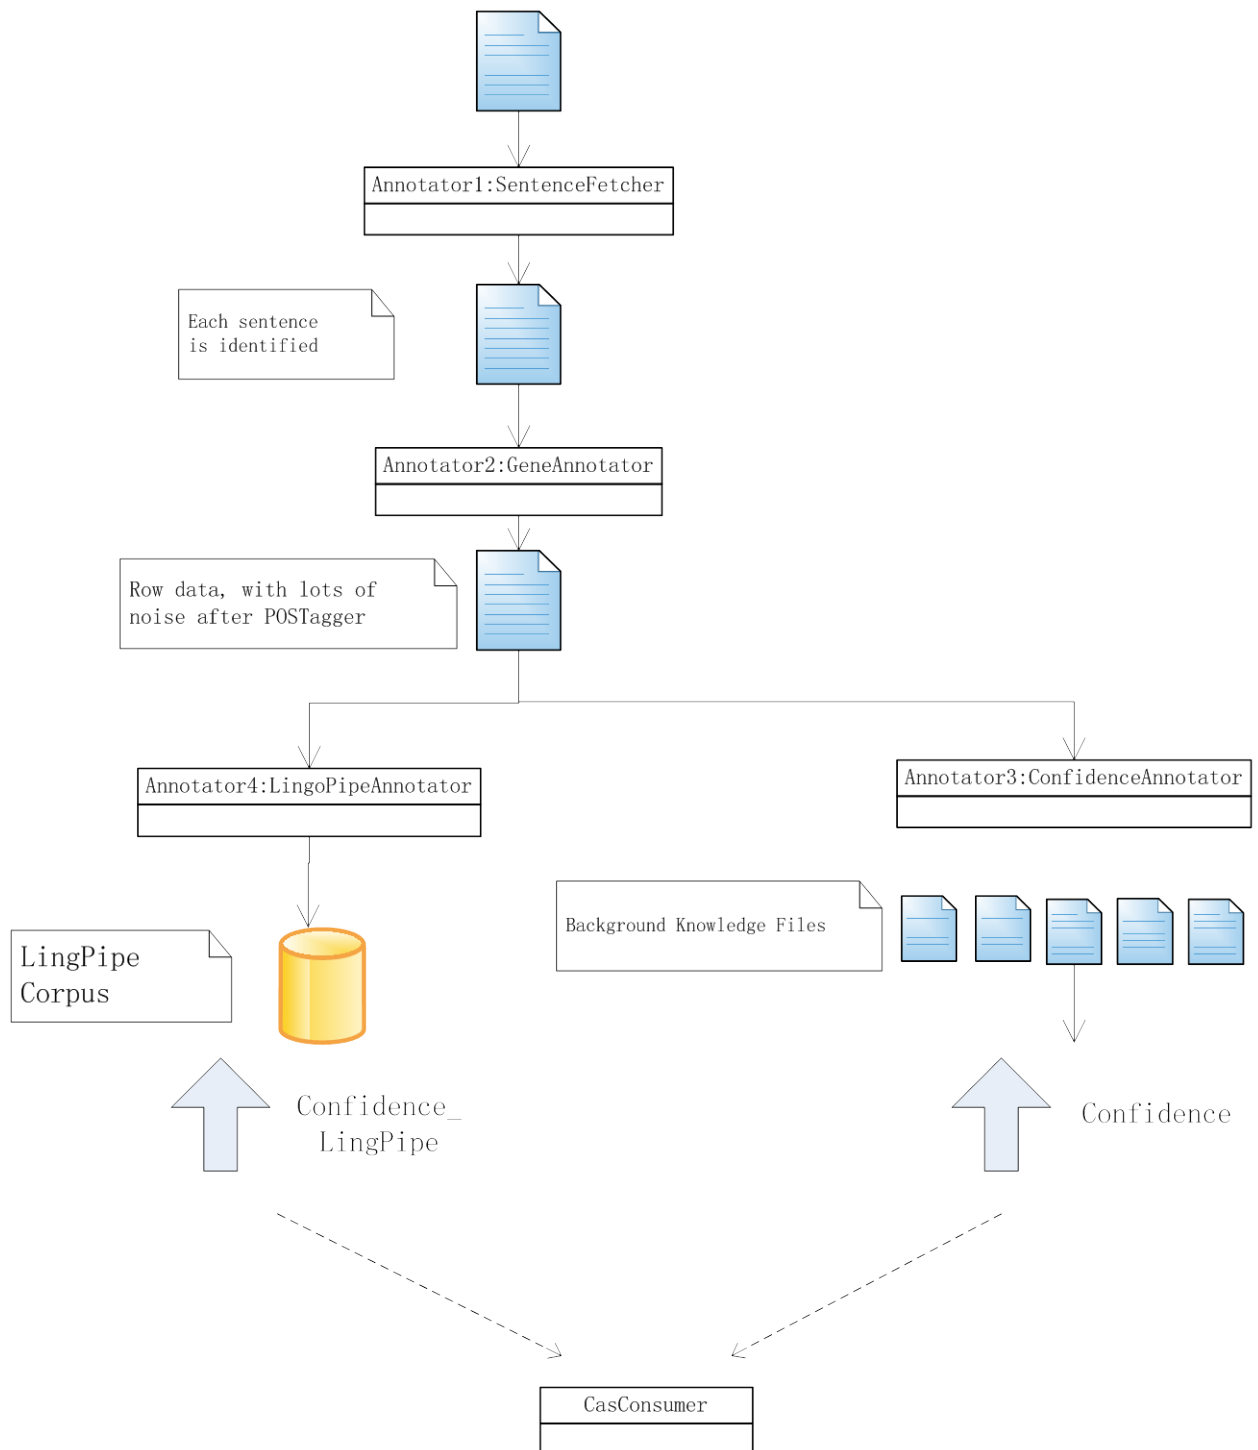 Annotator1:SentenceFetcher
Each sentence
is identified
Annotator2:GeneAnnotator
Row data, with lots of
noise after POSTagger
Annotator4:LingoPipeAnnotator
Annotator3:ConfidenceAnnotator
Background Knowledge Files
LingPipe
Corpus
Confidence_
LingPipe
Confidence
CasConsumer